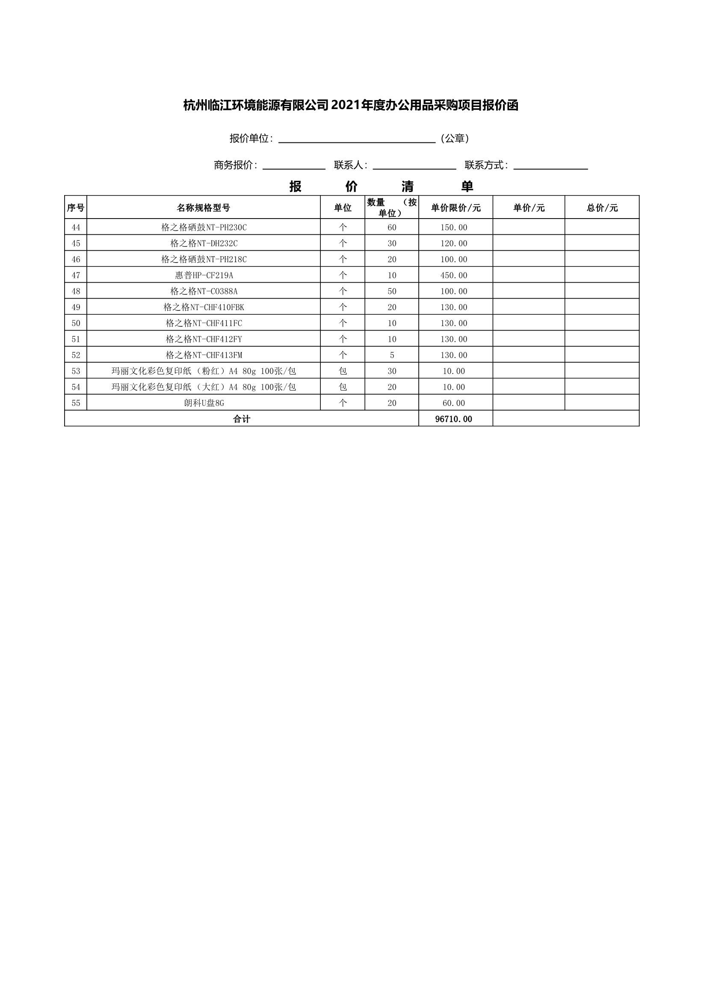 杭州临江环境能源有限公司 2021年度办公用品采购项目报价函
报价单位：（公章）
商务报价： 联系人： 联系方式：
报 价 清 单
序号 名称规格型号 单位 数量 （按单位） 单价限价/元 单价/元 总价/元
44 格之格硒鼓NT-PH230C 个 60 150.00
45 格之格NT-DH232C 个 30 120.00
46 格之格硒鼓NT-PH218C 个 20 100.00
47 惠普HP-CF219A 个 10 450.00
48 格之格NT-CO388A 个 50 100.00
49 格之格NT-CHF410FBK 个 20 130.00
50 格之格NT-CHF411FC 个 10 130.00
51 格之格NT-CHF412FY 个 10 130.00
52 格之格NT-CHF413FM 个 5 130.00
53 玛丽文化彩色复印纸（粉红）A4 80g 100张/包 包 30 10.00
54 玛丽文化彩色复印纸（大红）A4 80g 100张/包 包 20 10.00
55 朗科U盘8G 个 20 60.00
合计 96710.00